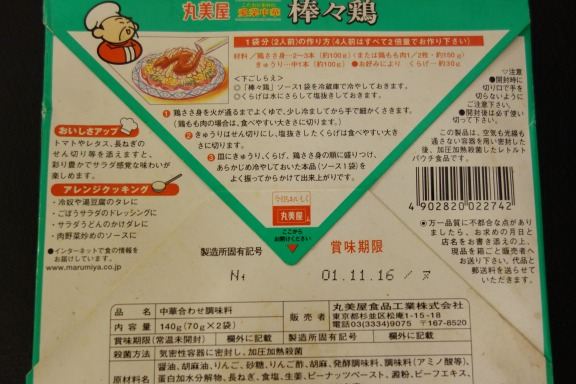 丸美屋 棒々鶏
1袋分(2人前)の作り方(4人前はすべて2倍量でお作り下さい)
材料/鶏ささ身…2〜3本(約100g)(または鶏もも肉1/2枚・約150g)
きゅうり…中1本(約100g) ●お好みにより くらげ…約30g
<下ごしらえ>
◎「棒々鶏」ソース1袋を冷蔵庫で冷やしておきます。
◎くらげは水にさらして塩抜きしておきます。
1 鶏ささ身を火が通るまでよくゆで、少し冷ましてから手で細かくさきます。
(鶏もも肉の場合は、食べやすい大きさに切ります。)
2 きゅうりはせん切りにし、塩抜きしたくらげは食べやすい大き
さに切ります。
3 皿にきゅうり、くらげ、鶏ささ身の順に盛りつけ、
あらかじめ冷やしておいた本品(ソース1袋)を
よく振ってからかけて出来上がりです。
おいしさアップ
トマトやレタス、長ねぎの
せん切り等を添えますと、
彩り豊かでサラダ感覚な味わいが
楽しめます。
アレンジクッキング
・冷奴や湯豆腐のタレに
・ごぼうサラダのドレッシングに
・サラダうどんのかけダレに
・肉野菜炒めのソースに
●インターネットで食の情報を
お届けしています。
www.marumiya.co.jp
▽注意
●開封時に
切り口で手を
切らないように
ご注意下さい。
●開封後は必ず使い
切って下さい。
この製品は、空気も光線も
通さない容器を用い密封した
後、加圧加熱殺菌したレトルト
パウチ食品です。
4 902820 022742
●万一品質に不都合な点があり
ましたら、お求めの月日と
店名をお書き添えの上、
現品を箱ごと販売者へ
お送り下さい。代品と
郵送料を送らせて
いただきます。
丸美屋
ここから
お開けください
製造所固有記号
賞味期限
01.11.16
品名 中華合わせ調味料
内容量 140g(70g×2袋)
販売者 丸美屋食品工業株式会社
東京都杉並区松庵1-15-18
電話03(3334)9075 〒167-8520
賞味期限(常温未開封) 欄外に記載 製造所固有記号 欄外に記載
殺菌方法 気密性容器に密封し、加圧加熱殺菌
原材料名 醤油、胡麻油、りんご、砂糖、りんご酢、胡麻、発酵調味料、調味料(アミノ酸等)、
蛋白加水分解物、長ねぎ、食塩、生姜、ピーナッツペースト、澱粉、ビーフエキス、